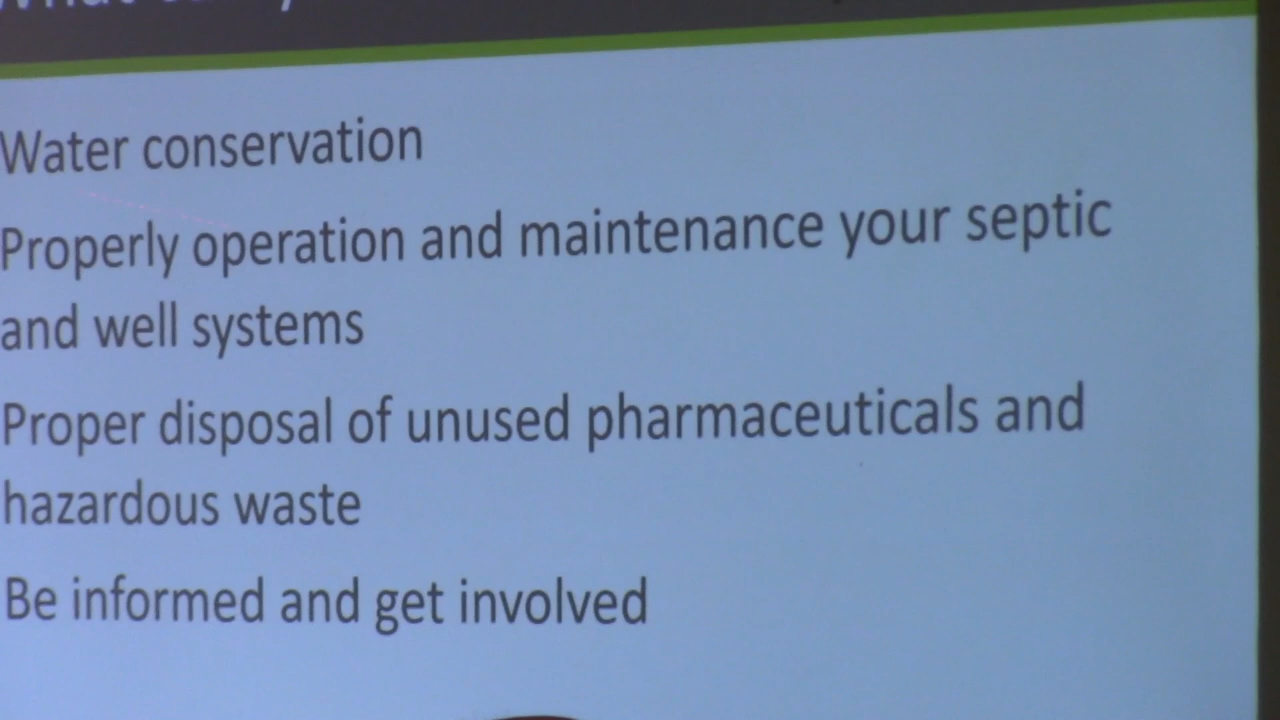 Water conservation
Properly operation and maintenance your septic
and well systems
Proper disposal of unused pharmaceuticals and
hazardous waste
Be informed and get involved